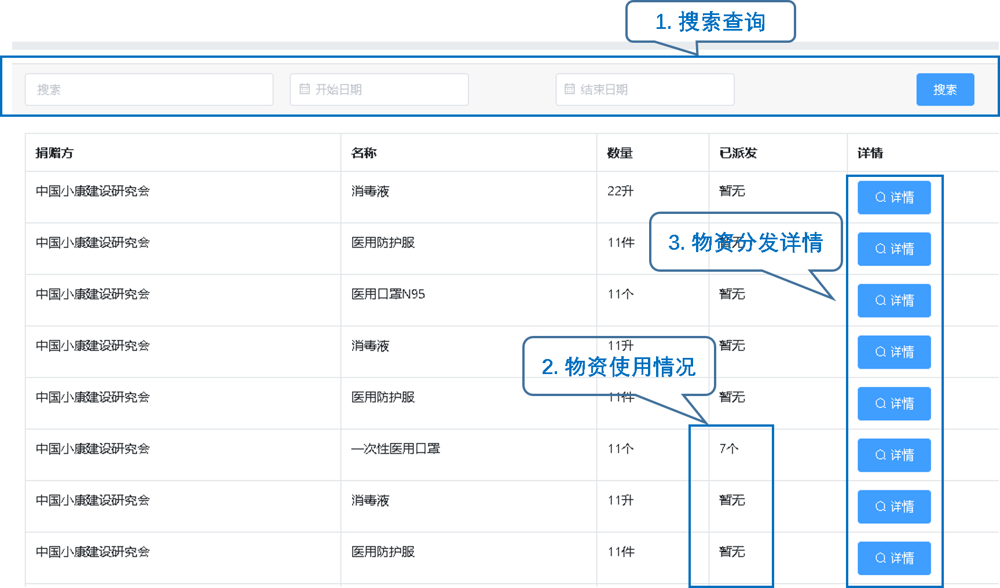 1. 搜索查询
搜索 开始日期 结束日期 搜索
捐赠方 名称 数量 已派发 详情
中国小康建设研究会 消毒液 22升 暂无 详情
中国小康建设研究会 医用防护服 11件 暂无 详情
3. 物资分发详情
中国小康建设研究会 医用口罩N95 11个 暂无 详情
中国小康建设研究会 消毒液 11升 暂无 详情
2. 物资使用情况
中国小康建设研究会 医用防护服 11件 暂无 详情
中国小康建设研究会 一次性医用口罩 11个 7个 详情
中国小康建设研究会 消毒液 11升 暂无 详情
中国小康建设研究会 医用防护服 11件 暂无 详情